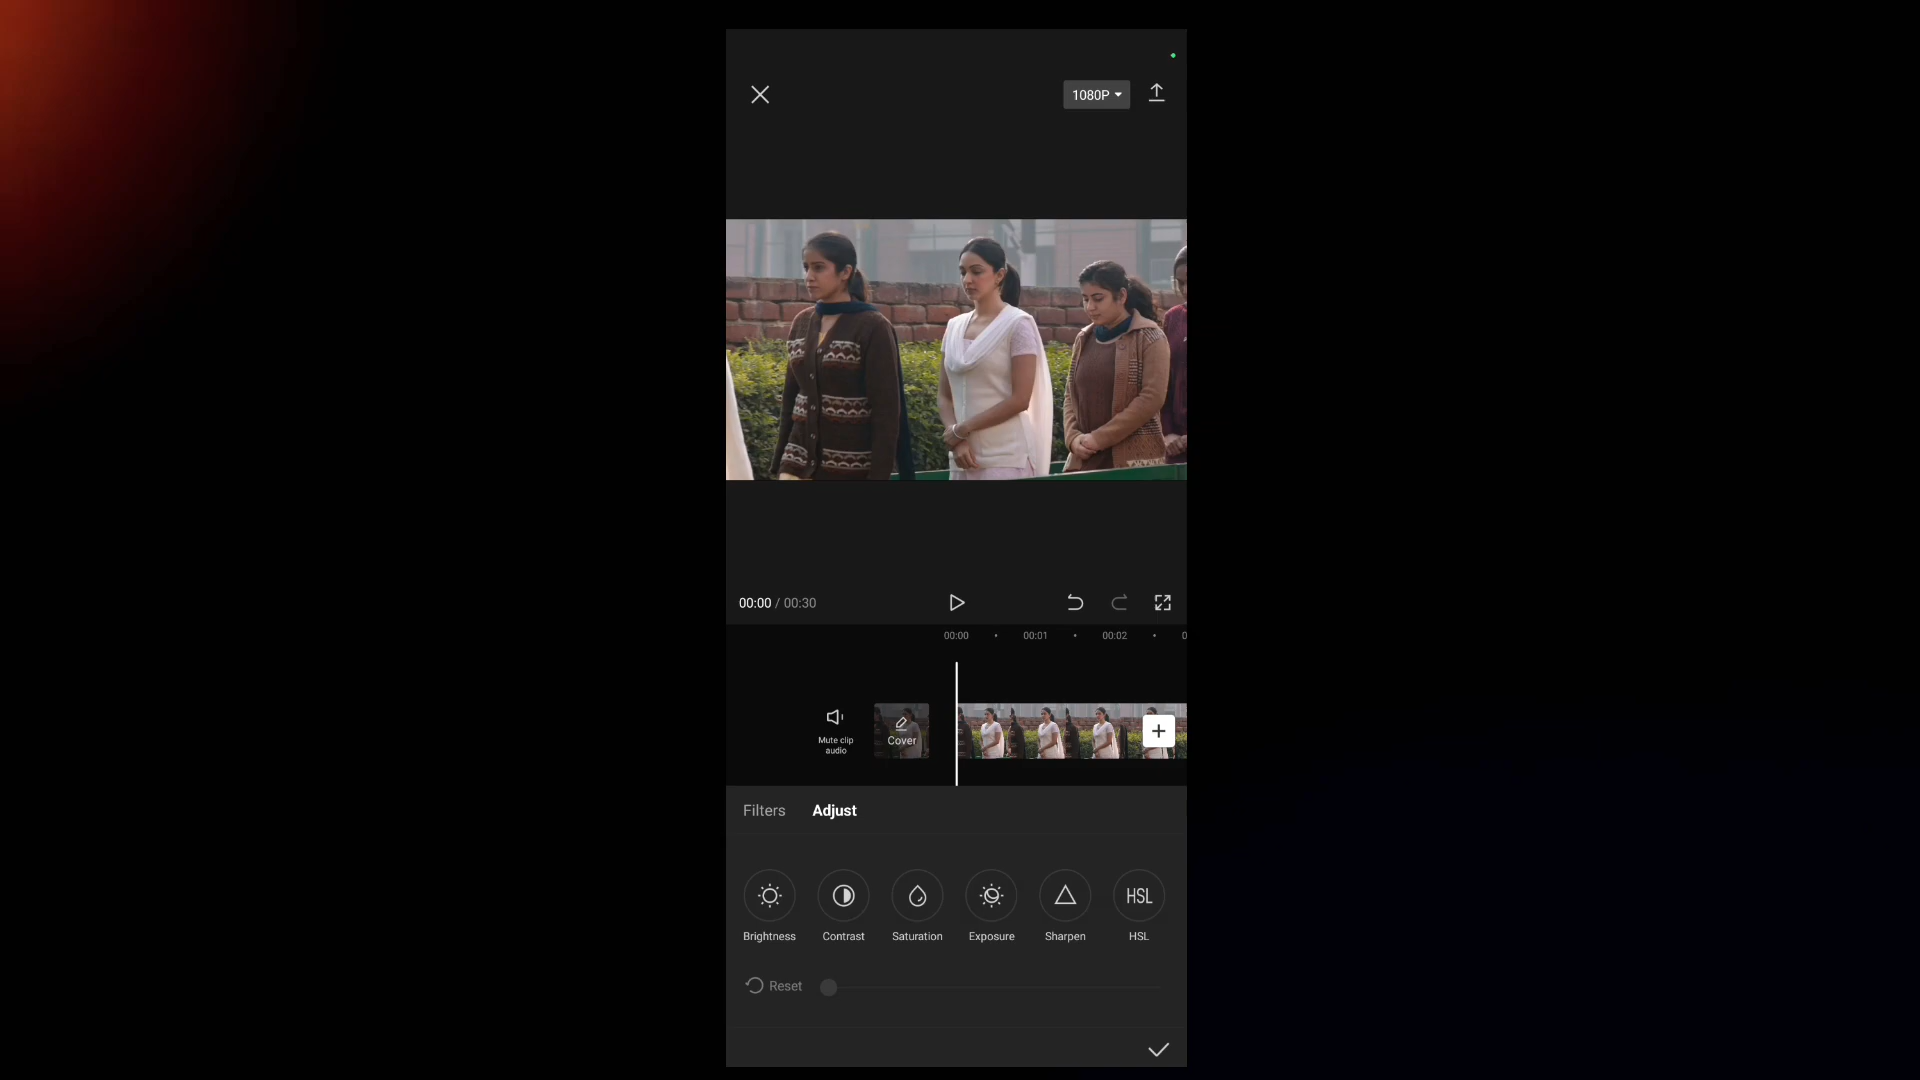 1080P
00:00 / 00:30
00:00 00:01 00:02 0
Mute clip
audio
Cover
Filters Adjust
HSL
Brightness Contrast Saturation Exposure Sharpen HSL
Reset